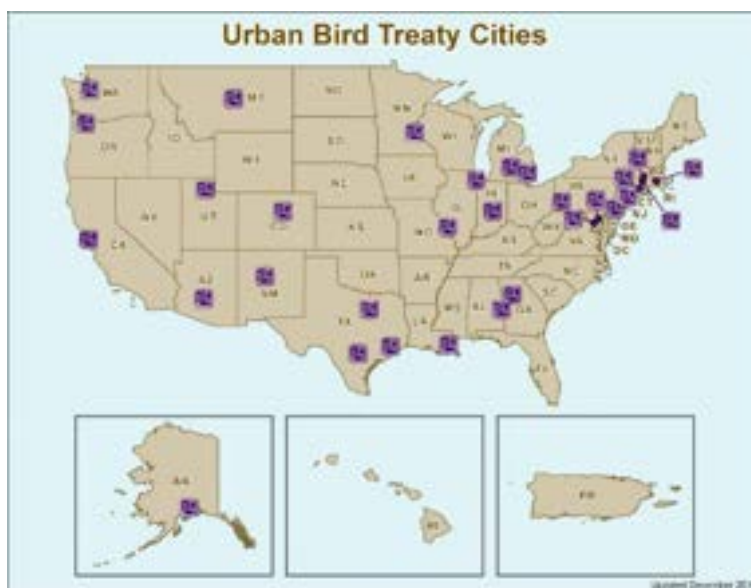 Urban Bird Treaty Cities
WA
MT
ND
MN
OR
ID
SD
WI
MI
NY
ME
WY
IA
NE
NV
UT
CO
KS
MO
IL
IN
OH
PA
WV
VA
KY
RI
NJ
DE
MD
DC
CA
AZ
NM
OK
AR
TN
NC
SC
TX
LA
MS
AL
GA
FL
AK
HI
PR
Updated December